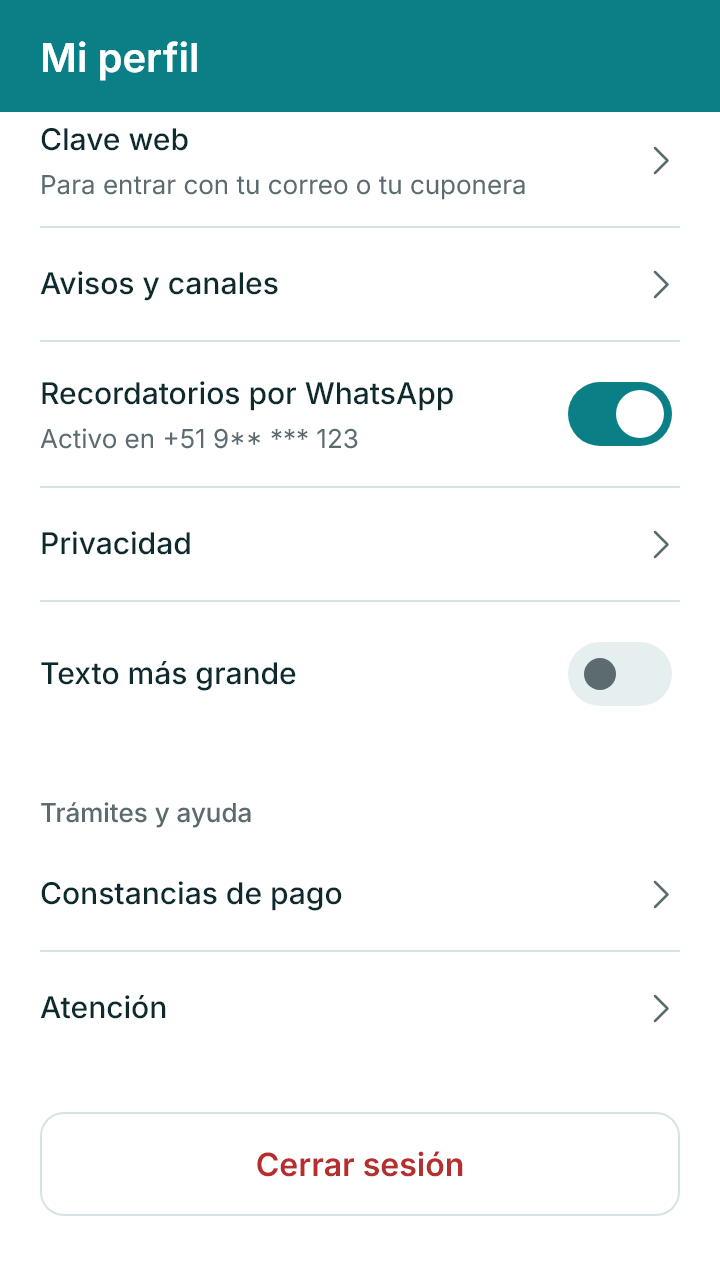 Mi perfil
Clave web
Para entrar con tu correo o tu cuponera
Avisos y canales
Recordatorios por WhatsApp
Activo en +51 9** *** 123
Privacidad
Texto más grande
Trámites y ayuda
Constancias de pago
Atención
Cerrar sesión